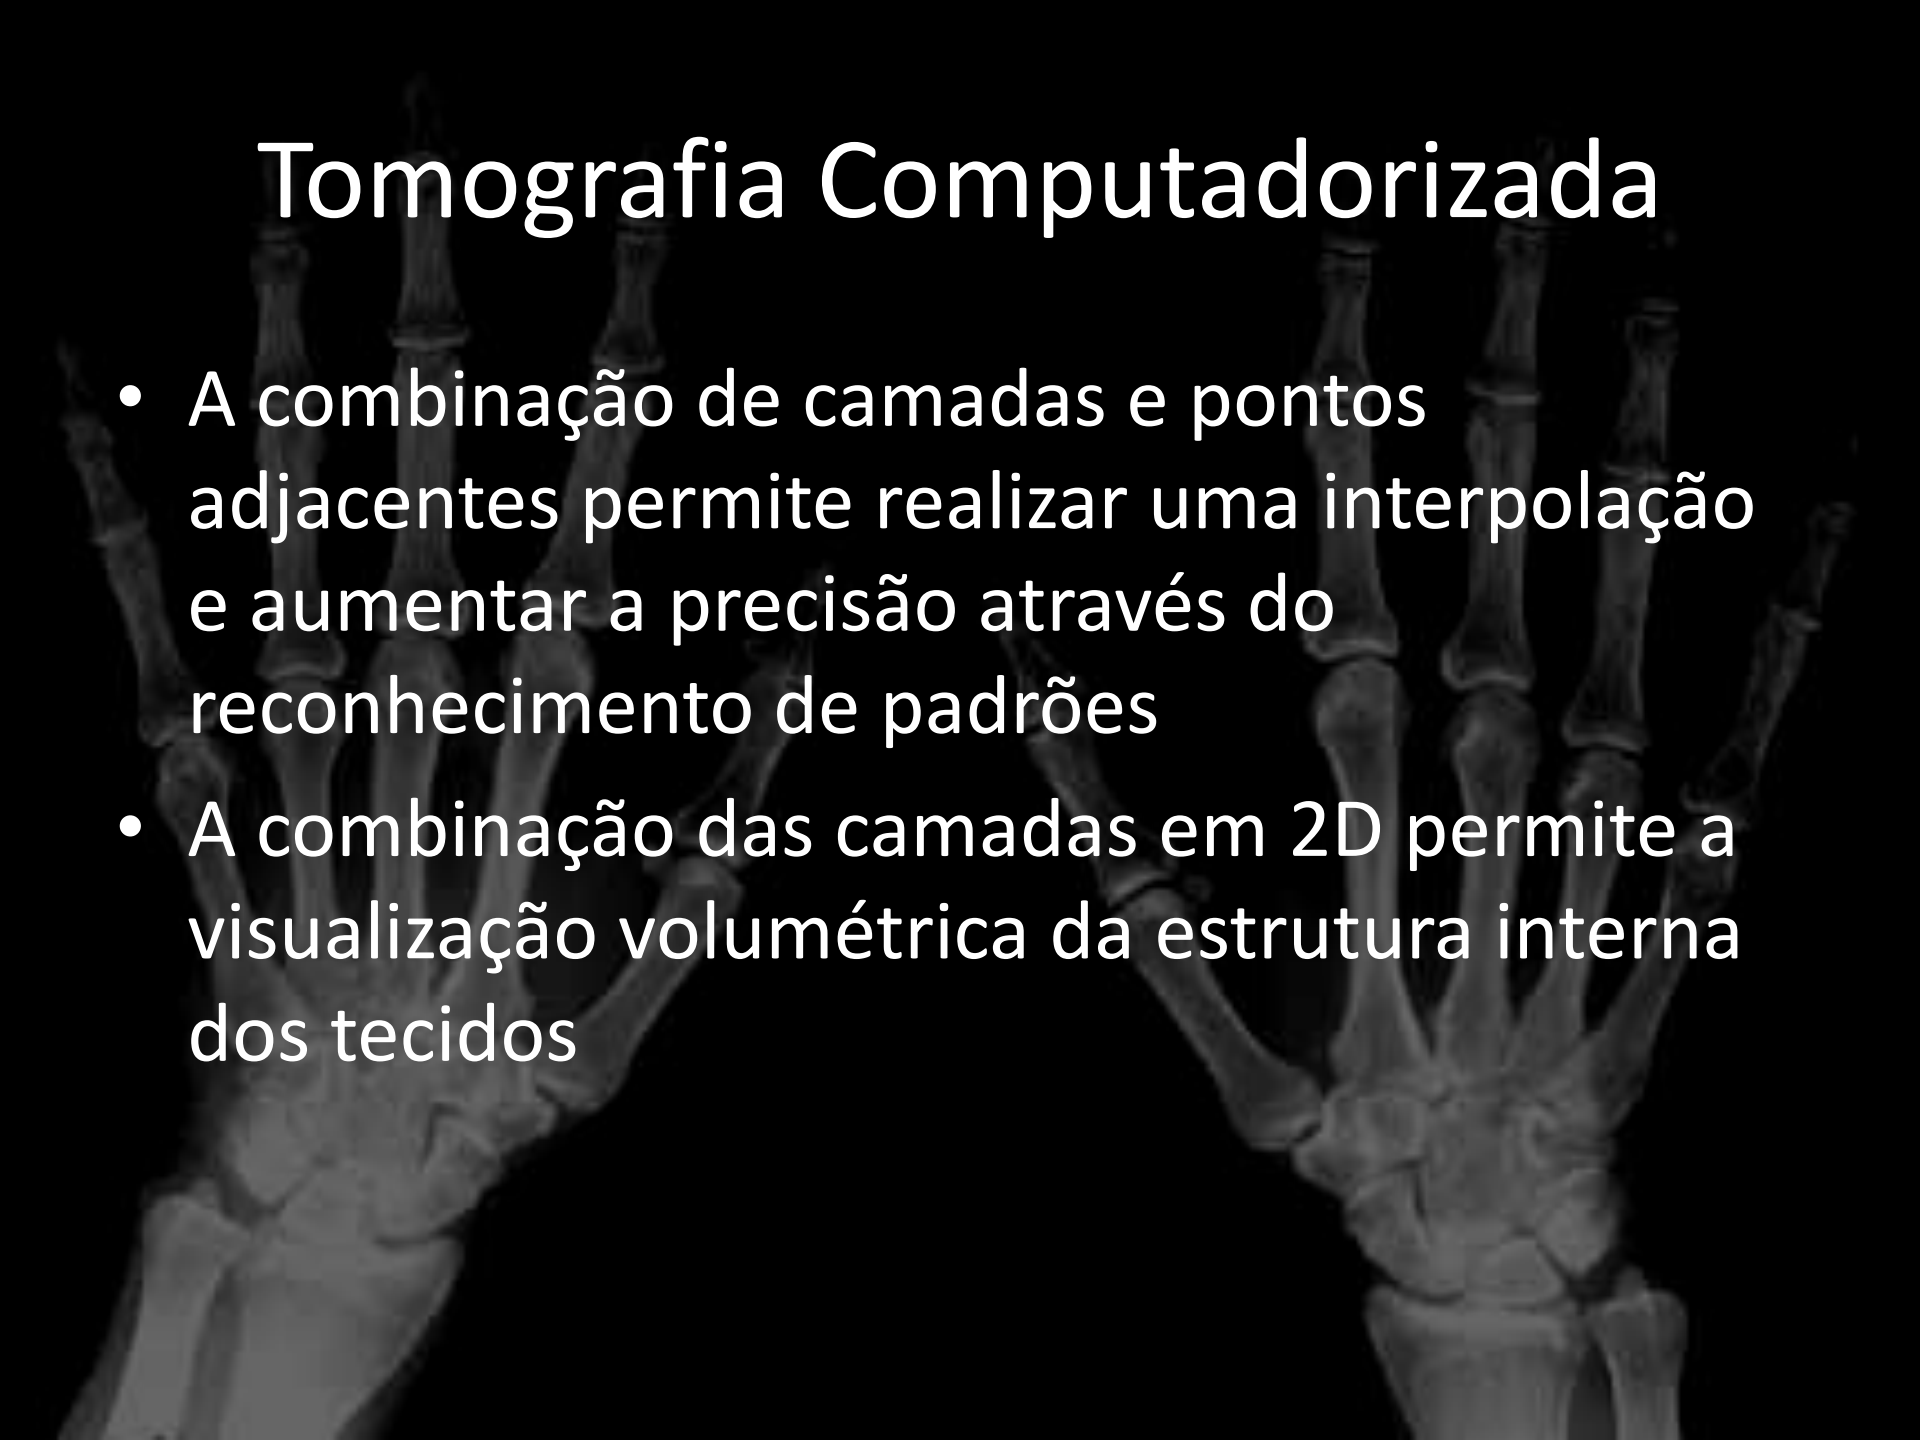 Tomografia Computadorizada
• A combinação de camadas e pontos
adjacentes permite realizar uma interpolação
e aumentar a precisão através do
reconhecimento de padrões
• A combinação das camadas em 2D permite a
visualização volumétrica da estrutura interna
dos tecidos